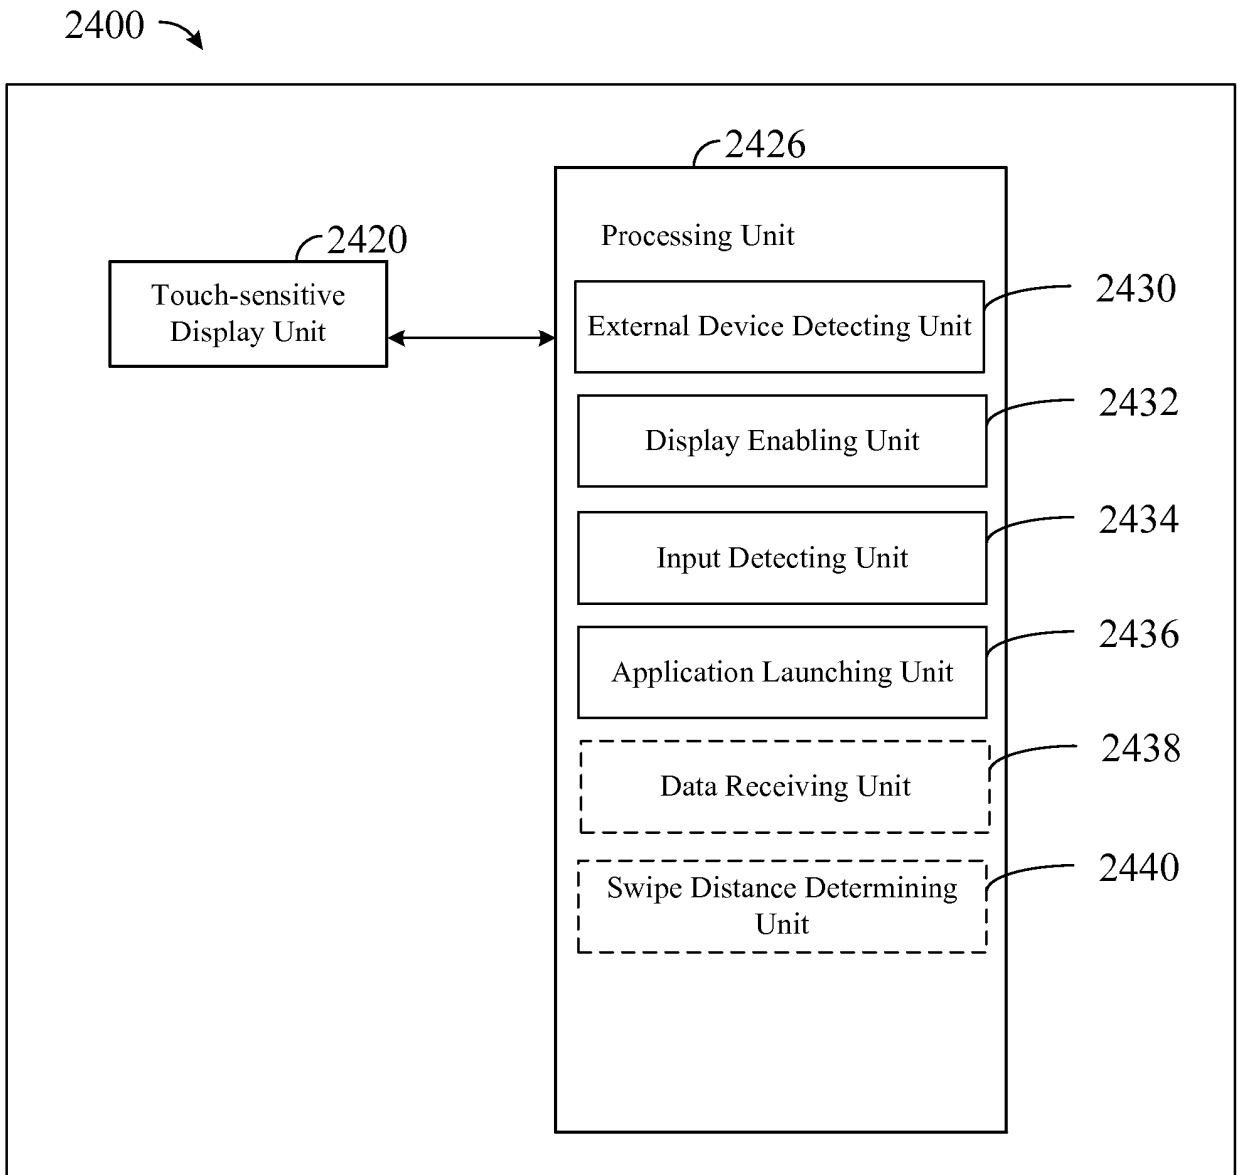 2400
2426
Processing Unit
2420
Touch-sensitive
Display Unit
2430
External Device Detecting Unit
2432
Display Enabling Unit
2434
Input Detecting Unit
2436
Application Launching Unit
2438
Data Receiving Unit
2440
Swipe Distance Determining
Unit